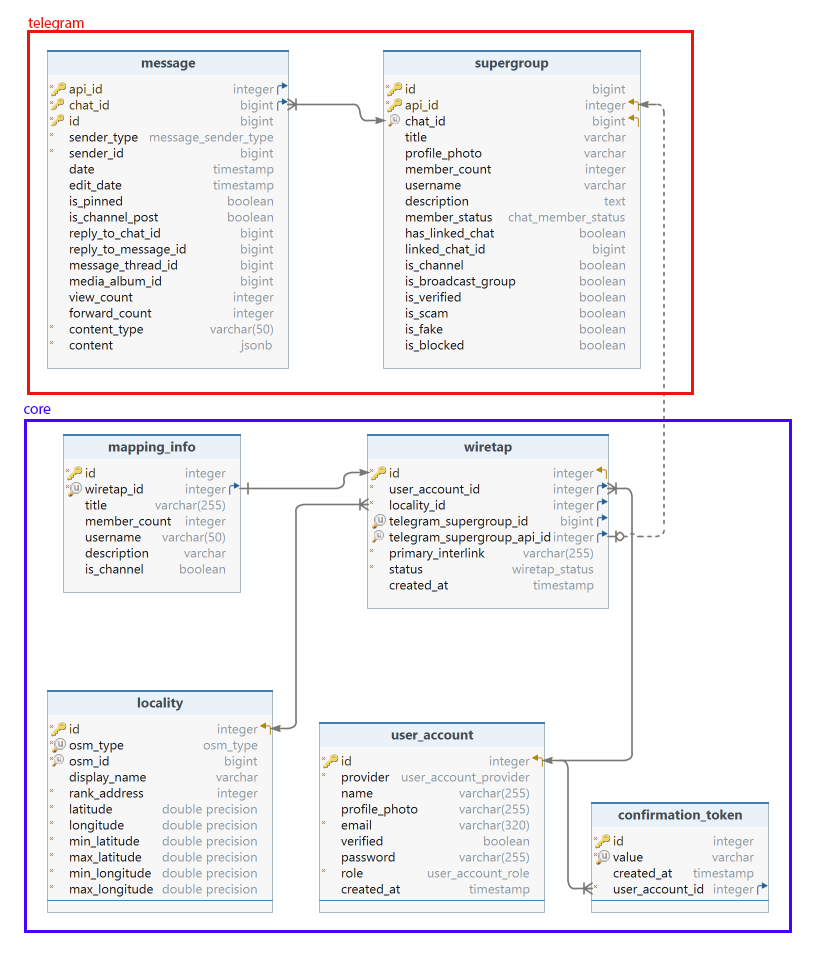 telegram
message
api_id integer
chat_id bigint
id bigint
sender_type message_sender_type
sender_id bigint
date timestamp
edit_date timestamp
is_pinned boolean
is_channel_post boolean
reply_to_chat_id bigint
reply_to_message_id bigint
message_thread_id bigint
media_album_id bigint
view_count integer
forward_count integer
content_type varchar(50)
content jsonb
supergroup
id bigint
api_id integer
chat_id bigint
title varchar
profile_photo varchar
member_count integer
username varchar
description text
member_status chat_member_status
has_linked_chat boolean
linked_chat_id bigint
is_channel boolean
is_broadcast_group boolean
is_verified boolean
is_scam boolean
is_fake boolean
is_blocked boolean
core
mapping_info
id integer
wiretap_id integer
title varchar(255)
member_count integer
username varchar(50)
description varchar
is_channel boolean
wiretap
id integer
user_account_id integer
locality_id integer
telegram_supergroup_id bigint
telegram_supergroup_api_id integer
primary_interlink varchar(255)
status wiretap_status
created_at timestamp
locality
id integer
osm_type osm_type
osm_id bigint
display_name varchar
rank_address integer
latitude double precision
longitude double precision
min_latitude double precision
max_latitude double precision
min_longitude double precision
max_longitude double precision
user_account
id integer
provider user_account_provider
name varchar(255)
profile_photo varchar(255)
email varchar(320)
verified boolean
password varchar(255)
role user_account_role
created_at timestamp
confirmation_token
id integer
value varchar
created_at timestamp
user_account_id integer